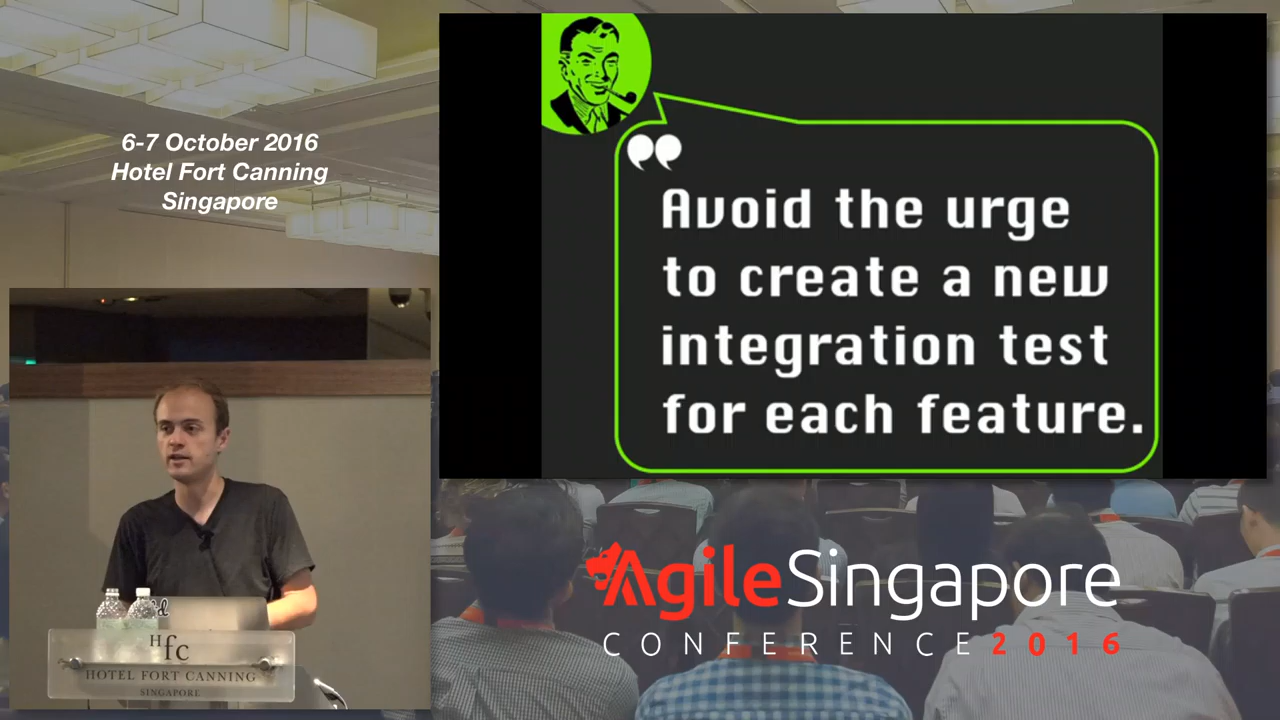 6-7 October 2016
Hotel Fort Canning
Singapore
Avoid the urge
to create a new
integration test
for each feature.
Hfc
HOTEL FORT CANNING
SINGAPORE
AgileSingapore
CONFERENCE 2016